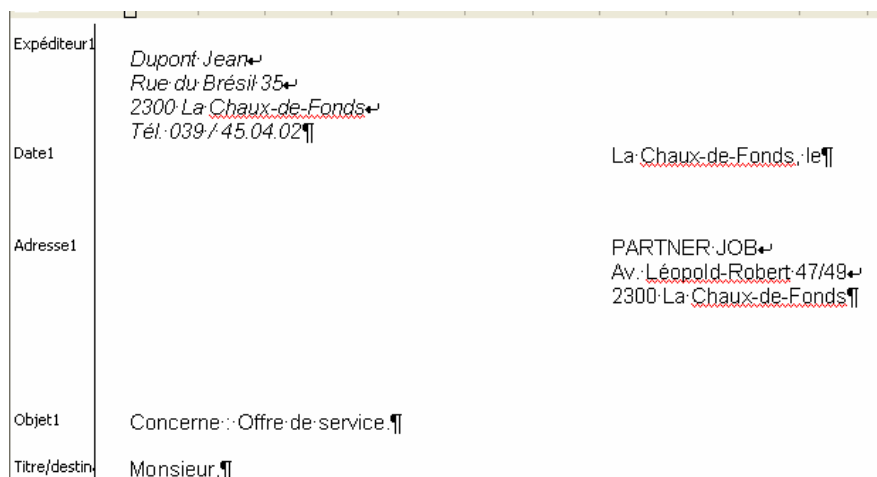 Expéditeur1
Dupont Jean↵
Rue du Brésil 35↵
2300 La Chaux-de-Fonds↵
Tél. 039 / 45.04.02¶
Date1
La Chaux-de-Fonds, le¶
Adresse1
PARTNER JOB↵
Av. Léopold-Robert 47/49↵
2300 La Chaux-de-Fonds¶
Objet1
Concerne : Offre de service.¶
Titre/destin
Monsieur,¶